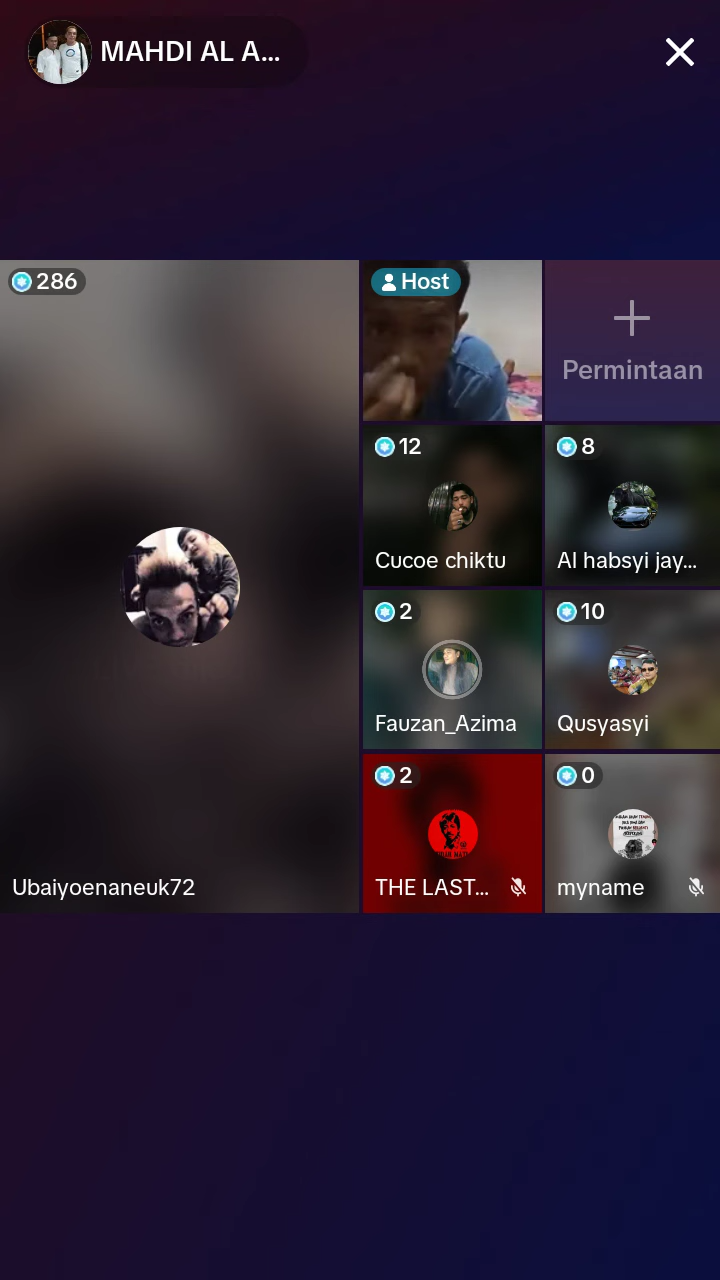 MAHDI AL A...
286
Host
Permintaan
12
8
Cucoe chiktu
Al habsyi jay...
2
10
Fauzan_Azima
Qusyasyi
2
0
THE LAST...
myname
Ubaiyoenaneuk72